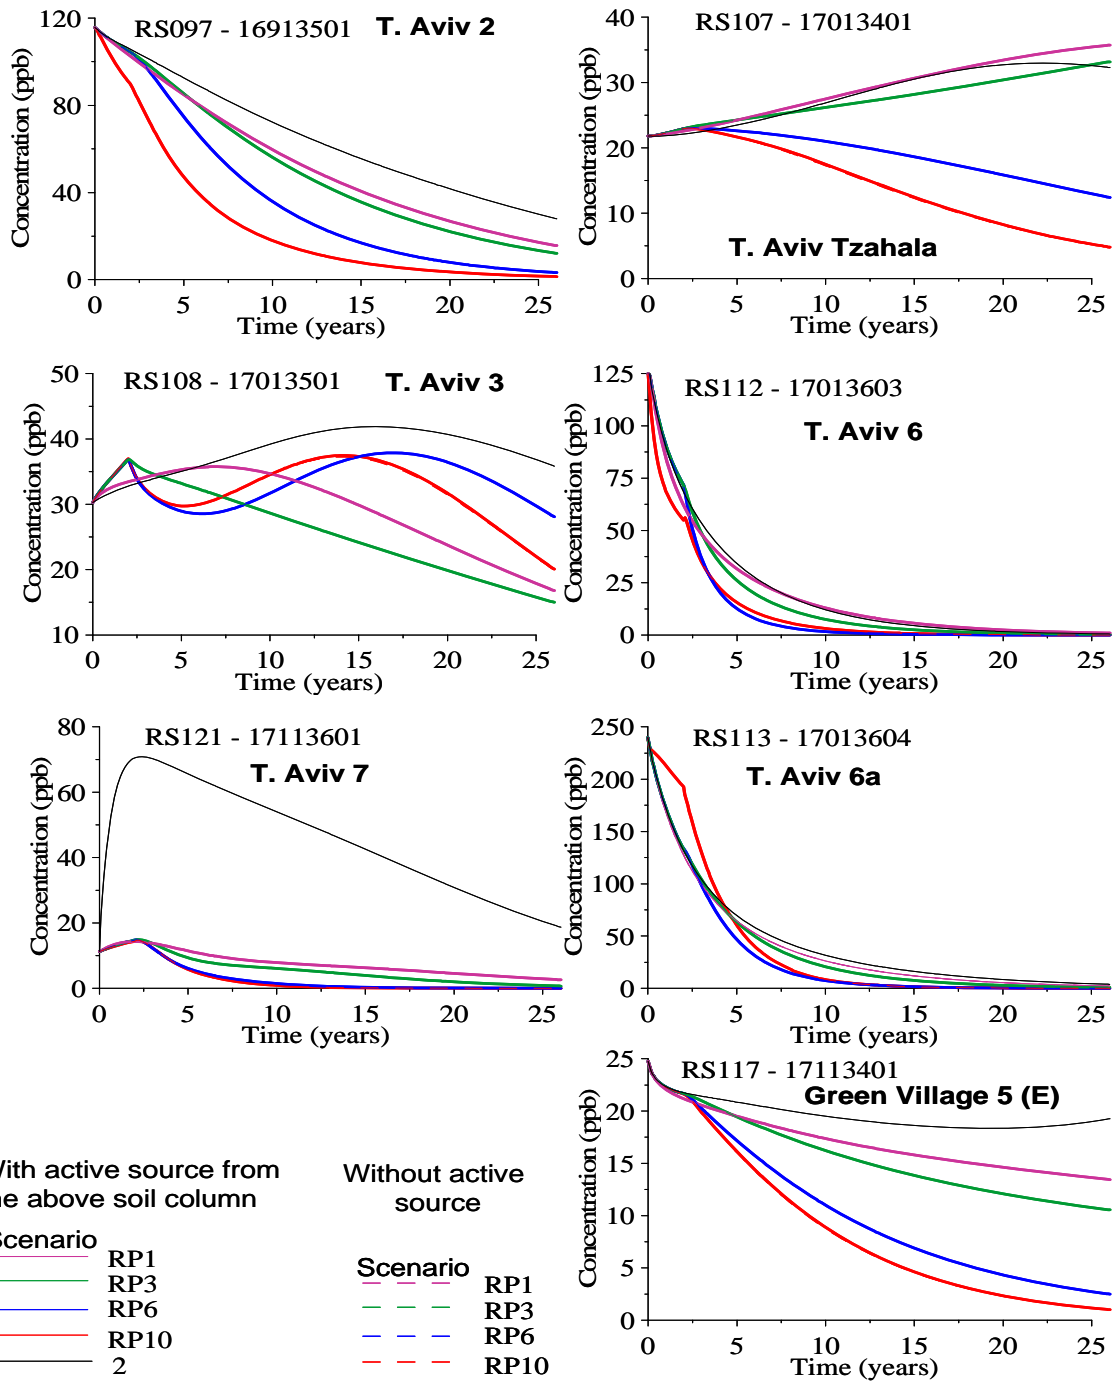 RS097 - 16913501 T. Aviv 2
Concentration (ppb)
120
80
40
0
0 5 10 15 20 25
Time (years)
RS107 - 17013401
T. Aviv Tzahala
Concentration (ppb)
40
30
20
10
0
0 5 10 15 20 25
Time (years)
RS108 - 17013501 T. Aviv 3
Concentration (ppb)
50
40
30
20
10
0 5 10 15 20 25
Time (years)
RS112 - 17013603
T. Aviv 6
Concentration (ppb)
125
100
75
50
25
0
0 5 10 15 20 25
Time (years)
RS121 - 17113601
T. Aviv 7
Concentration (ppb)
80
60
40
20
0
0 5 10 15 20 25
Time (years)
RS113 - 17013604
T. Aviv 6a
Concentration (ppb)
250
200
150
100
50
0
0 5 10 15 20 25
Time (years)
RS117 - 17113401
Green Village 5 (E)
Concentration (ppb)
25
20
15
10
5
0
0 5 10 15 20 25
Time (years)
With active source from
he above soil column
Scenario
RP1
RP3
RP6
RP10
2
Without active
source
Scenario
RP1
RP3
RP6
RP10